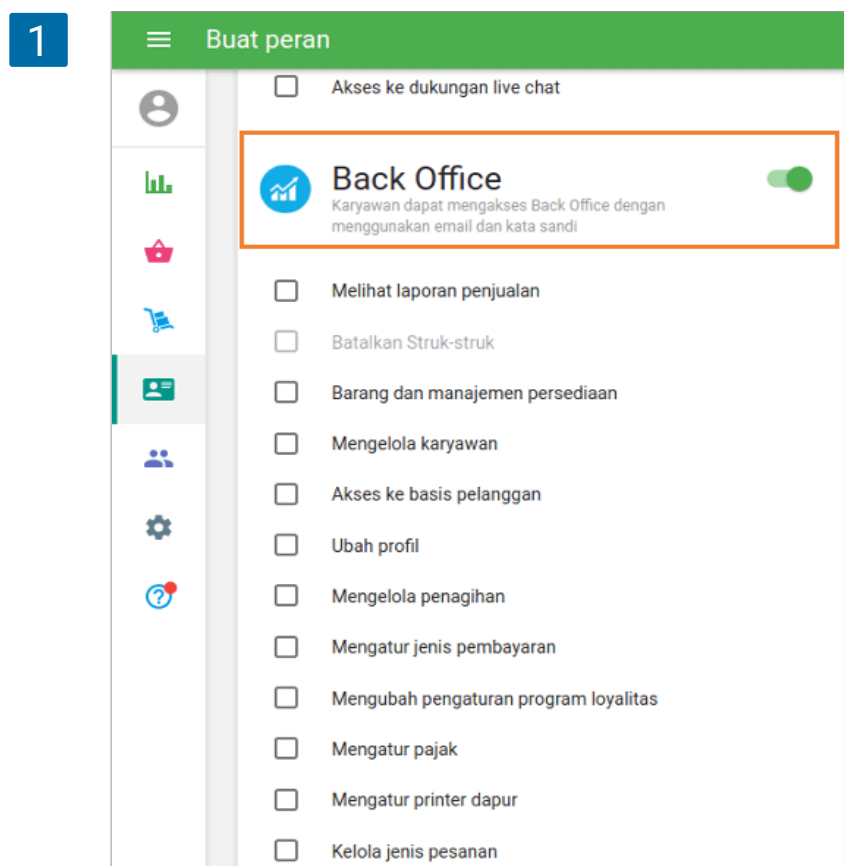 1
Buat peran
Akses ke dukungan live chat
Back Office
Karyawan dapat mengakses Back Office dengan
menggunakan email dan kata sandi
Melihat laporan penjualan
Batalkan Struk-struk
Barang dan manajemen persediaan
Mengelola karyawan
Akses ke basis pelanggan
Ubah profil
Mengelola penagihan
Mengatur jenis pembayaran
Mengubah pengaturan program loyalitas
Mengatur pajak
Mengatur printer dapur
Kelola jenis pesanan